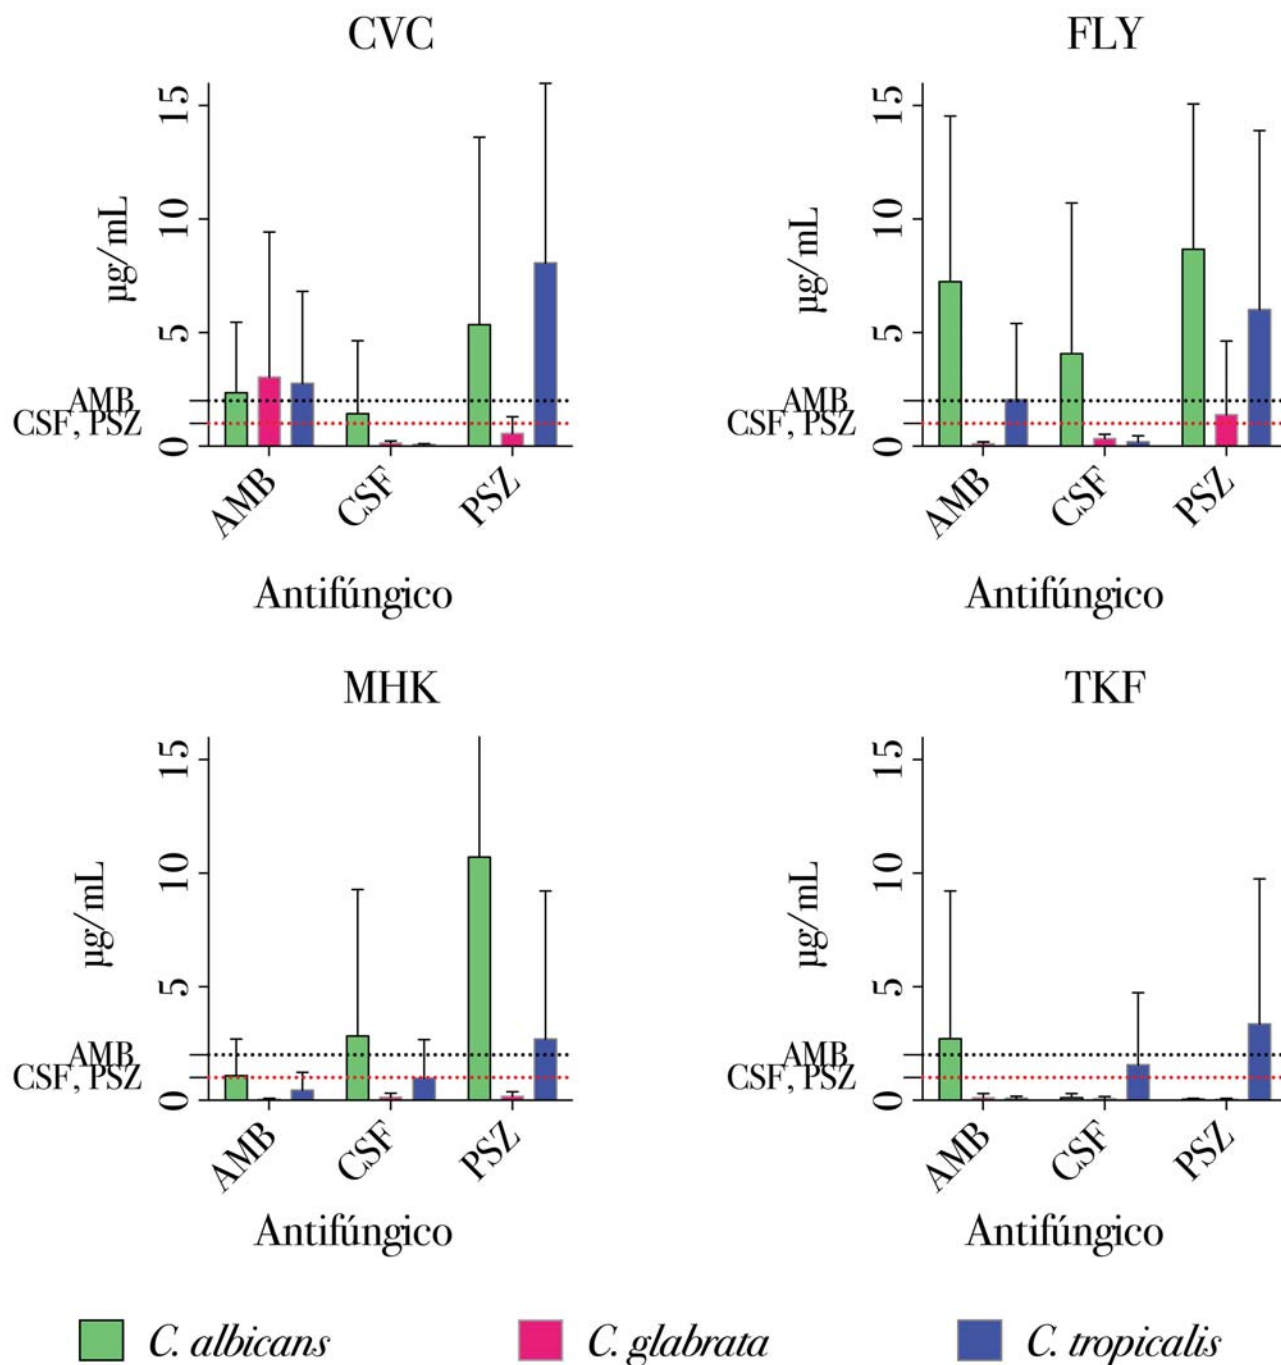 CVC
µg/mL
15
10
5
0
AMB
CSF, PSZ
AMB
CSF
PSZ
Antifúngico
FLY
µg/mL
15
10
5
0
AMB
CSF, PSZ
AMB
CSF
PSZ
Antifúngico
MHK
µg/mL
15
10
5
0
AMB
CSF, PSZ
AMB
CSF
PSZ
Antifúngico
TKF
µg/mL
15
10
5
0
AMB
CSF, PSZ
AMB
CSF
PSZ
Antifúngico
C. albicans
C. glabrata
C. tropicalis